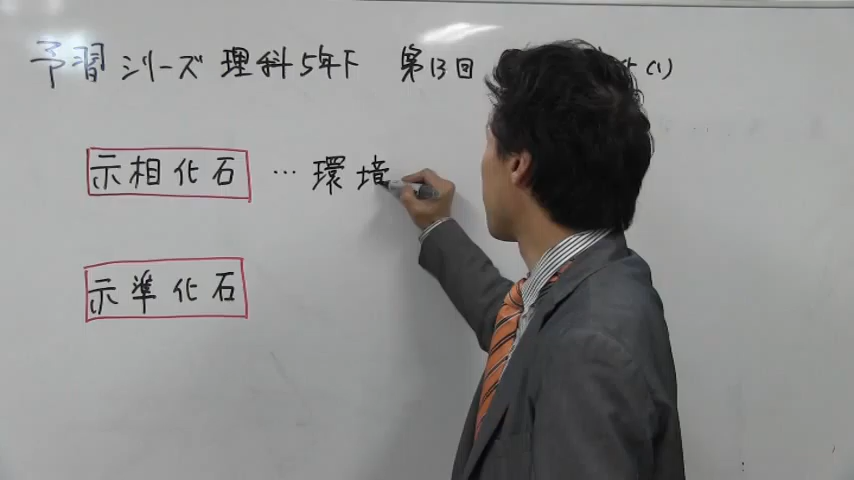 予習シリーズ 理科 5年下 第13回 (1)
示相化石 … 環境
示準化石